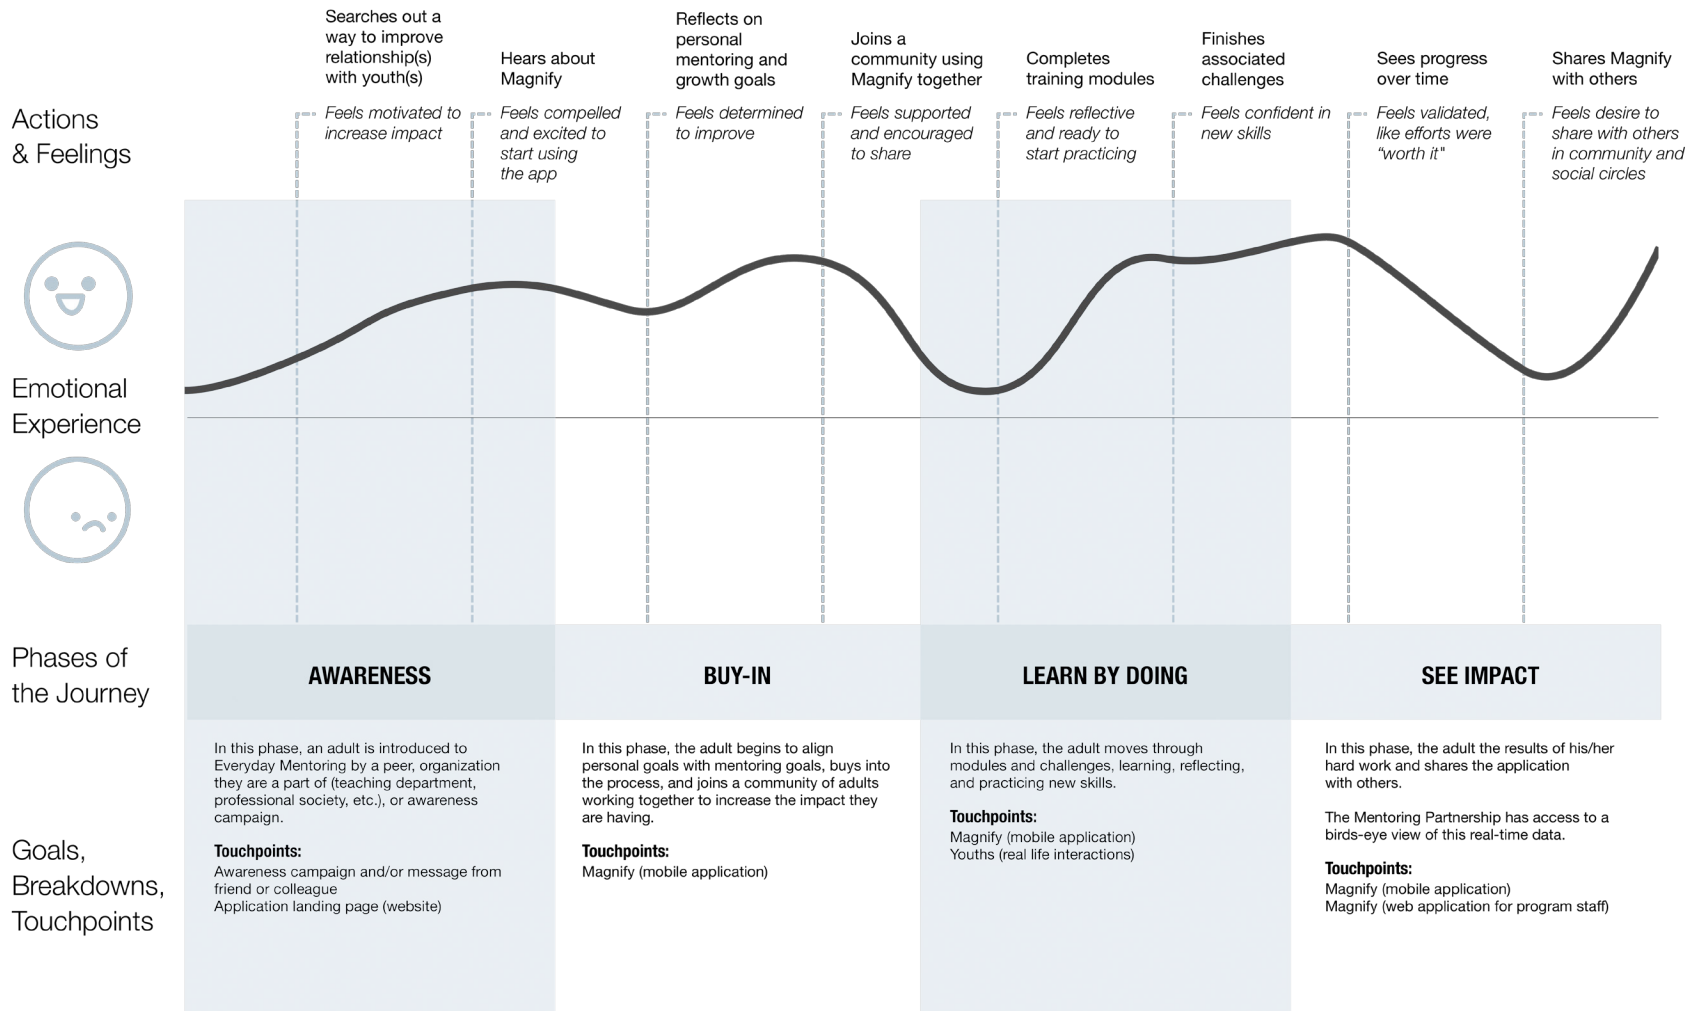 Searches out a
way to improve
relationship(s)
with youth(s)
Feels motivated to
increase impact
Hears about
Magnify
Feels compelled
and excited to
start using
the app
Reflects on
personal
mentoring and
growth goals
Feels determined
to improve
Joins a
community using
Magnify together
Feels supported
and encouraged
to share
Completes
training modules
Feels reflective
and ready to
start practicing
Finishes
associated
challenges
Feels confident in
new skills
Sees progress
over time
Feels validated,
like efforts were
“worth it"
Shares Magnify
with others
Feels desire to
share with others
in community and
social circles
Actions
& Feelings
Emotional
Experience
Phases of
the Journey
AWARENESS
BUY-IN
LEARN BY DOING
SEE IMPACT
Goals,
Breakdowns,
Touchpoints
In this phase, an adult is introduced to
Everyday Mentoring by a peer, organization
they are a part of (teaching department,
professional society, etc.), or awareness
campaign.
Touchpoints:
Awareness campaign and/or message from
friend or colleague
Application landing page (website)
In this phase, the adult begins to align
personal goals with mentoring goals, buys into
the process, and joins a community of adults
working together to increase the impact they
are having.
Touchpoints:
Magnify (mobile application)
In this phase, the adult moves through
modules and challenges, learning, reflecting,
and practicing new skills.
Touchpoints:
Magnify (mobile application)
Youths (real life interactions)
In this phase, the adult the results of his/her
hard work and shares the application
with others.
The Mentoring Partnership has access to a
birds-eye view of this real-time data.
Touchpoints:
Magnify (mobile application)
Magnify (web application for program staff)